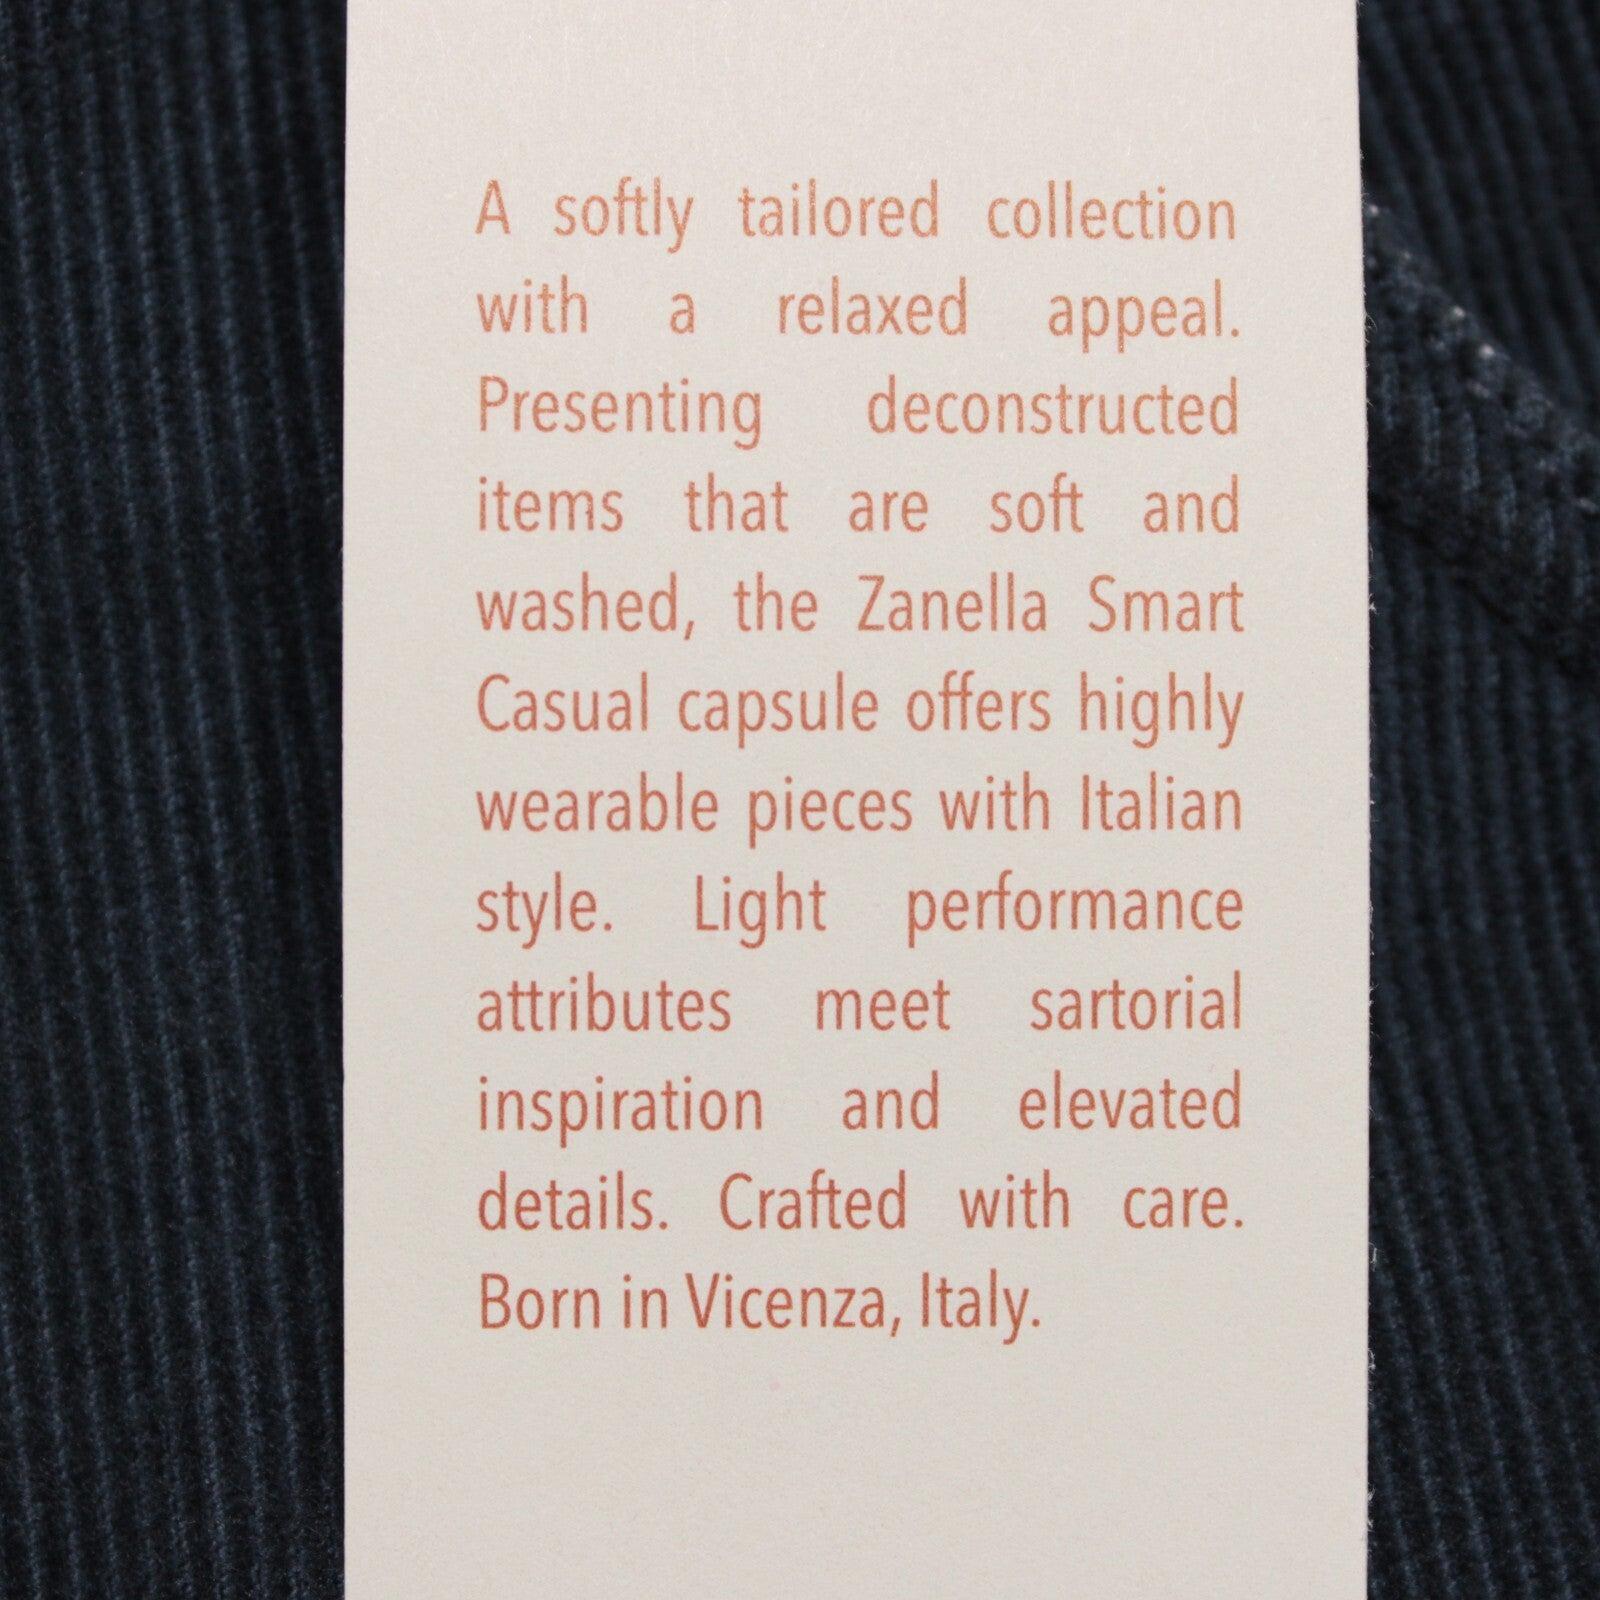 A softly tailored collection
with a relaxed appeal.
Presenting deconstructed
items that are soft and
washed, the Zanella Smart
Casual capsule offers highly
wearable pieces with Italian
style. Light performance
attributes meet sartorial
inspiration and elevated
details. Crafted with care.
Born in Vicenza, Italy.